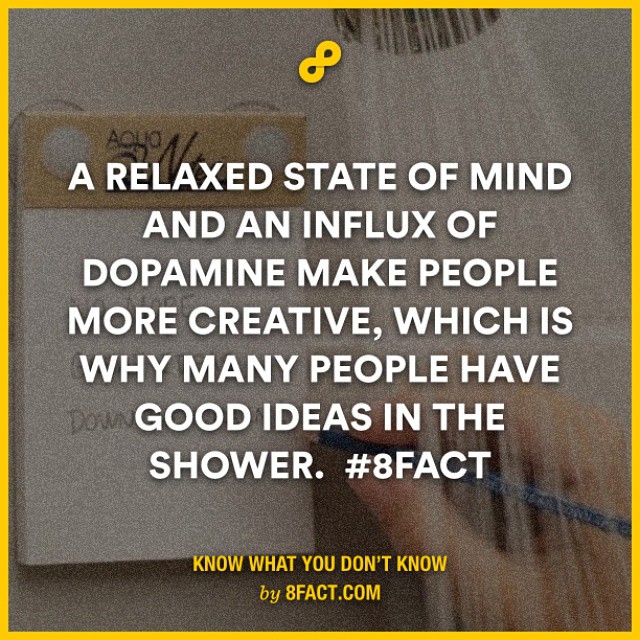 AQUA
A RELAXED STATE OF MIND
AND AN INFLUX OF
DOPAMINE MAKE PEOPLE
MORE CREATIVE, WHICH IS
WHY MANY PEOPLE HAVE
GOOD IDEAS IN THE
SHOWER. #8FACT
KNOW WHAT YOU DON'T KNOW
by 8FACT.COM